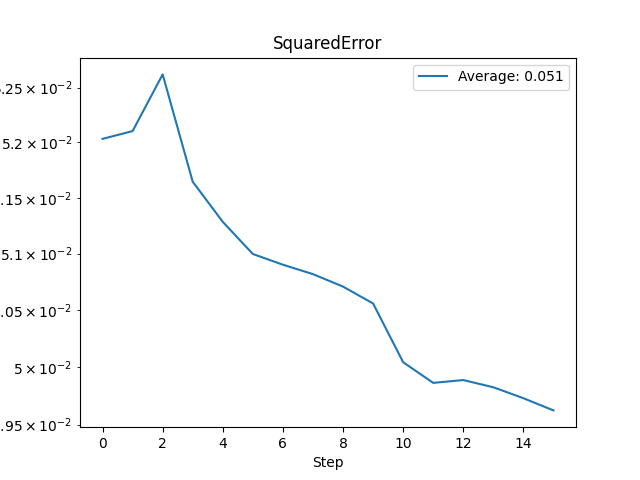 SquaredError
Average: 0.051
.25 × 10⁻²
5.2 × 10⁻²
.15 × 10⁻²
5.1 × 10⁻²
.05 × 10⁻²
5 × 10⁻²
.95 × 10⁻²
0 2 4 6 8 10 12 14
Step